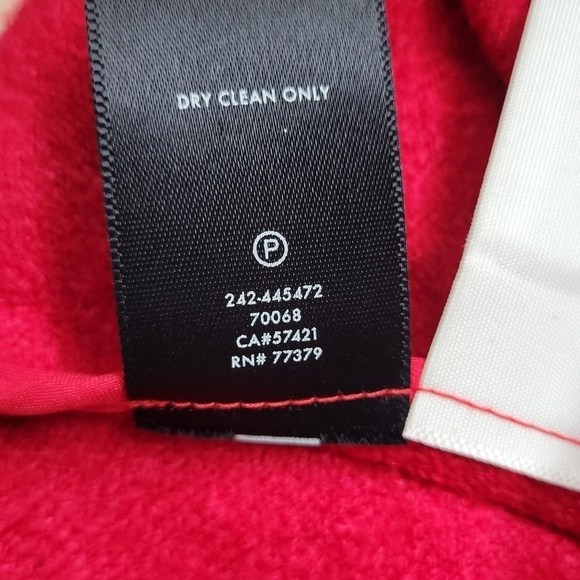 DRY CLEAN ONLY
P
242-445472
70068
CA#57421
RN# 77379